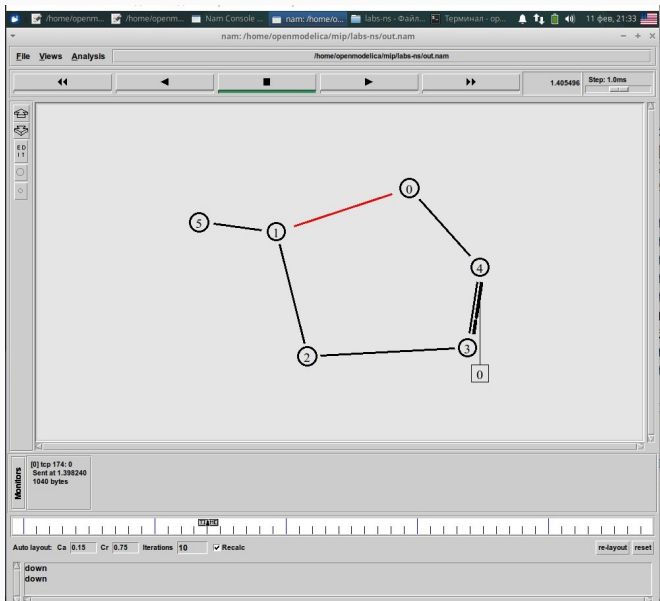 /home/openm... /home/openm... Nam Console ... nam: /home/o... labs-ns - Файл... Терминал - ор... 11 фев, 21:33
nam: /home/openmodelica/mip/labs-ns/out.nam
File Views Analysis /home/openmodelica/mip/labs-ns/out.nam
1.405496 Step: 1.0ms
ED
IT
0
5
1
4
3
2
0
Monitors
[0] tcp 174: 0
Sent at 1.398240
1040 bytes
TIME
Auto layout: Ca 0.15 Cr 0.75 Iterations 10 Recalc re-layout reset
down
down